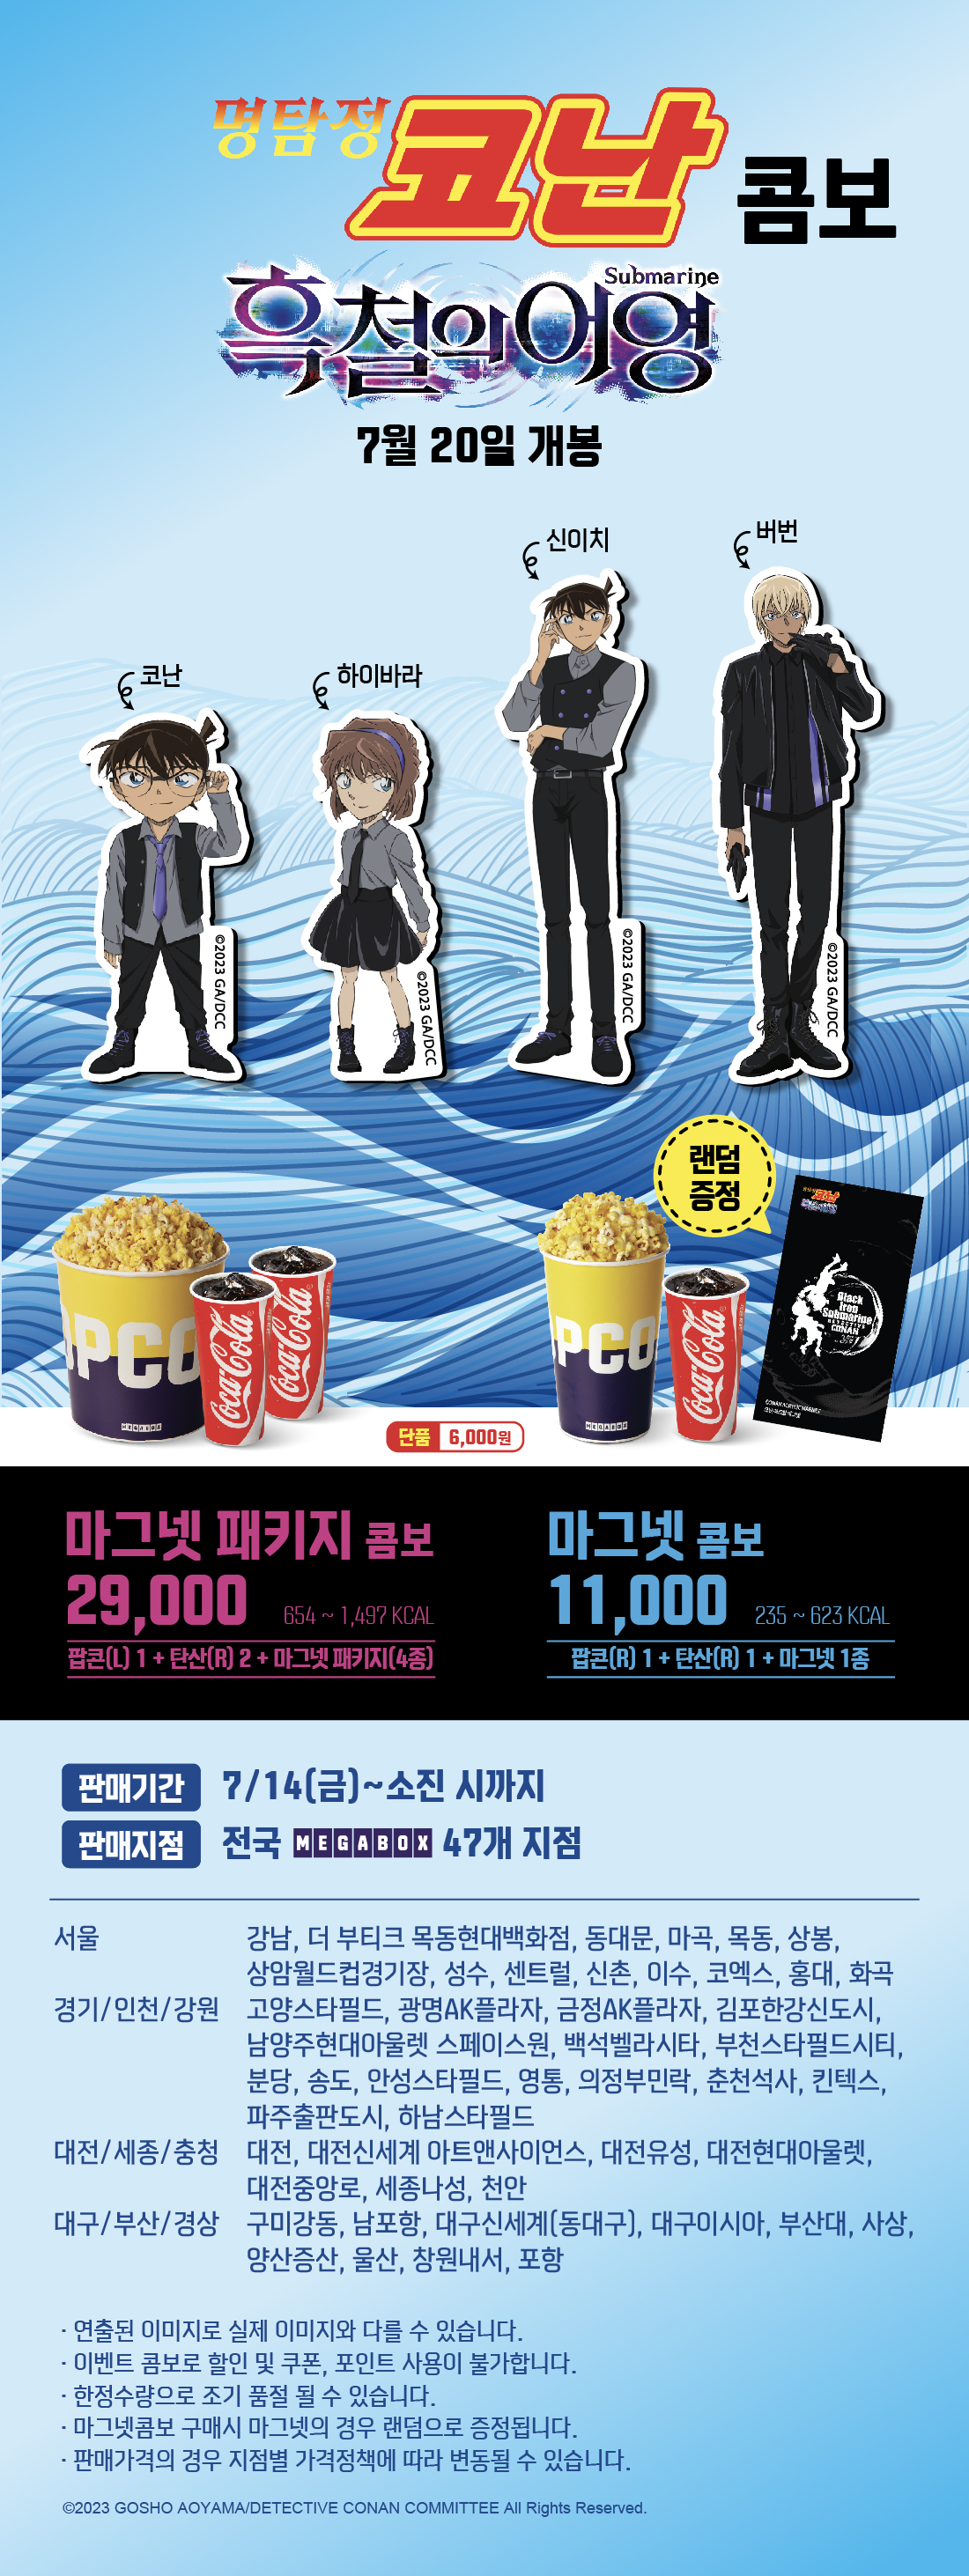 명탐정 코난 콤보
Submarine
흑철의 어영
7월 20일 개봉
신이치
버번
코난
하이바라
©2023 GA/DCC
©2023 GA/DCC
©2023 GA/DCC
©2023 GA/DCC
랜덤
증정
코난
Black
Iron
Submarine
DETECTIVE
CONAN
OPCO
Coca-Cola
Coca-Cola
MEGABOX
PCO
Coca-Cola
MEGABOX
단품 6,000원
마그넷 패키지 콤보
29,000 654 ~ 1,497 KCAL
팝콘(L) 1 + 탄산(R) 2 + 마그넷 패키지(4종)
마그넷 콤보
11,000 235 ~ 623 KCAL
팝콘(R) 1 + 탄산(R) 1 + 마그넷 1종
판매기간 7/14(금)~소진 시까지
판매지점 전국 MEGABOX 47개 지점
서울 강남, 더 부티크 목동현대백화점, 동대문, 마곡, 목동, 상봉,
상암월드컵경기장, 성수, 센트럴, 신촌, 이수, 코엑스, 홍대, 화곡
경기/인천/강원 고양스타필드, 광명AK플라자, 금정AK플라자, 김포한강신도시,
남양주현대아울렛 스페이스원, 백석벨라시타, 부천스타필드시티,
분당, 송도, 안성스타필드, 영통, 의정부민락, 춘천석사, 킨텍스,
파주출판도시, 하남스타필드
대전/세종/충청 대전, 대전신세계 아트앤사이언스, 대전유성, 대전현대아울렛,
대전중앙로, 세종나성, 천안
대구/부산/경상 구미강동, 남포항, 대구신세계(동대구), 대구이시아, 부산대, 사상,
양산증산, 울산, 창원내서, 포항
· 연출된 이미지로 실제 이미지와 다를 수 있습니다.
· 이벤트 콤보로 할인 및 쿠폰, 포인트 사용이 불가합니다.
· 한정수량으로 조기 품절 될 수 있습니다.
· 마그넷콤보 구매시 마그넷의 경우 랜덤으로 증정됩니다.
· 판매가격의 경우 지점별 가격정책에 따라 변동될 수 있습니다.
©2023 GOSHO AOYAMA/DETECTIVE CONAN COMMITTEE All Rights Reserved.